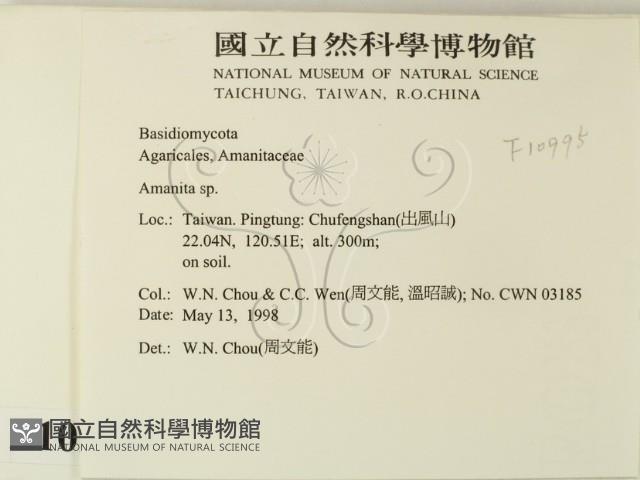 國立自然科學博物館
NATIONAL MUSEUM OF NATURAL SCIENCE
TAICHUNG, TAIWAN, R.O.CHINA
F10995
Basidiomycota
Agaricales, Amanitaceae
Amanita sp.
Loc.: Taiwan. Pingtung: Chufengshan(出風山)
22.04N, 120.51E; alt. 300m;
on soil.
Col.: W.N. Chou & C.C. Wen(周文能, 溫昭誠); No. CWN 03185
Date: May 13, 1998
Det.: W.N. Chou(周文能)
10
國立自然科學博物館
NATIONAL MUSEUM OF NATURAL SCIENCE